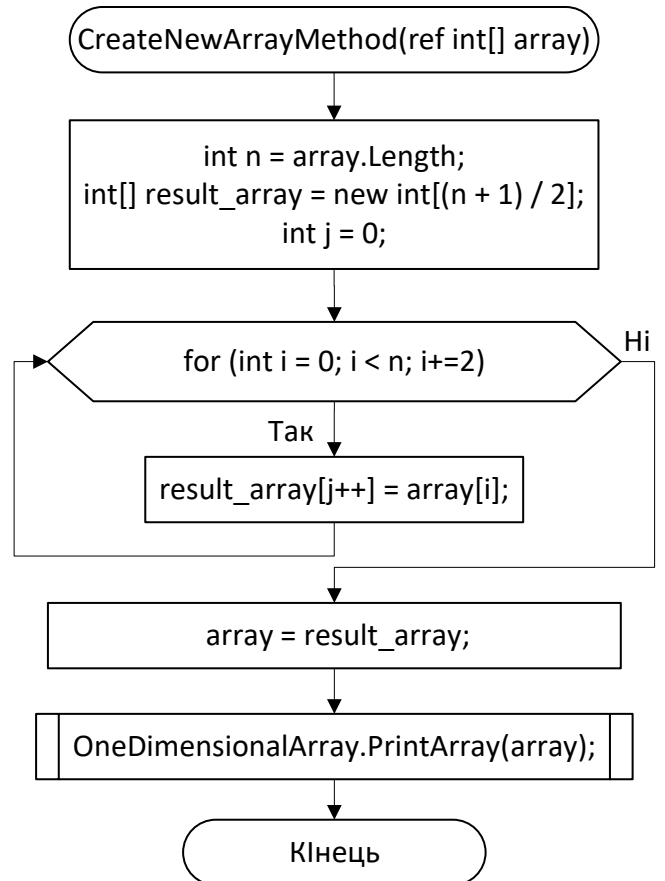 CreateNewArrayMethod(ref int[] array)
int n = array.Length;
int[] result_array = new int[(n + 1) / 2];
int j = 0;
for (int i = 0; i < n; i+=2)
Ні
Так
result_array[j++] = array[i];
array = result_array;
OneDimensionalArray.PrintArray(array);
КІнець